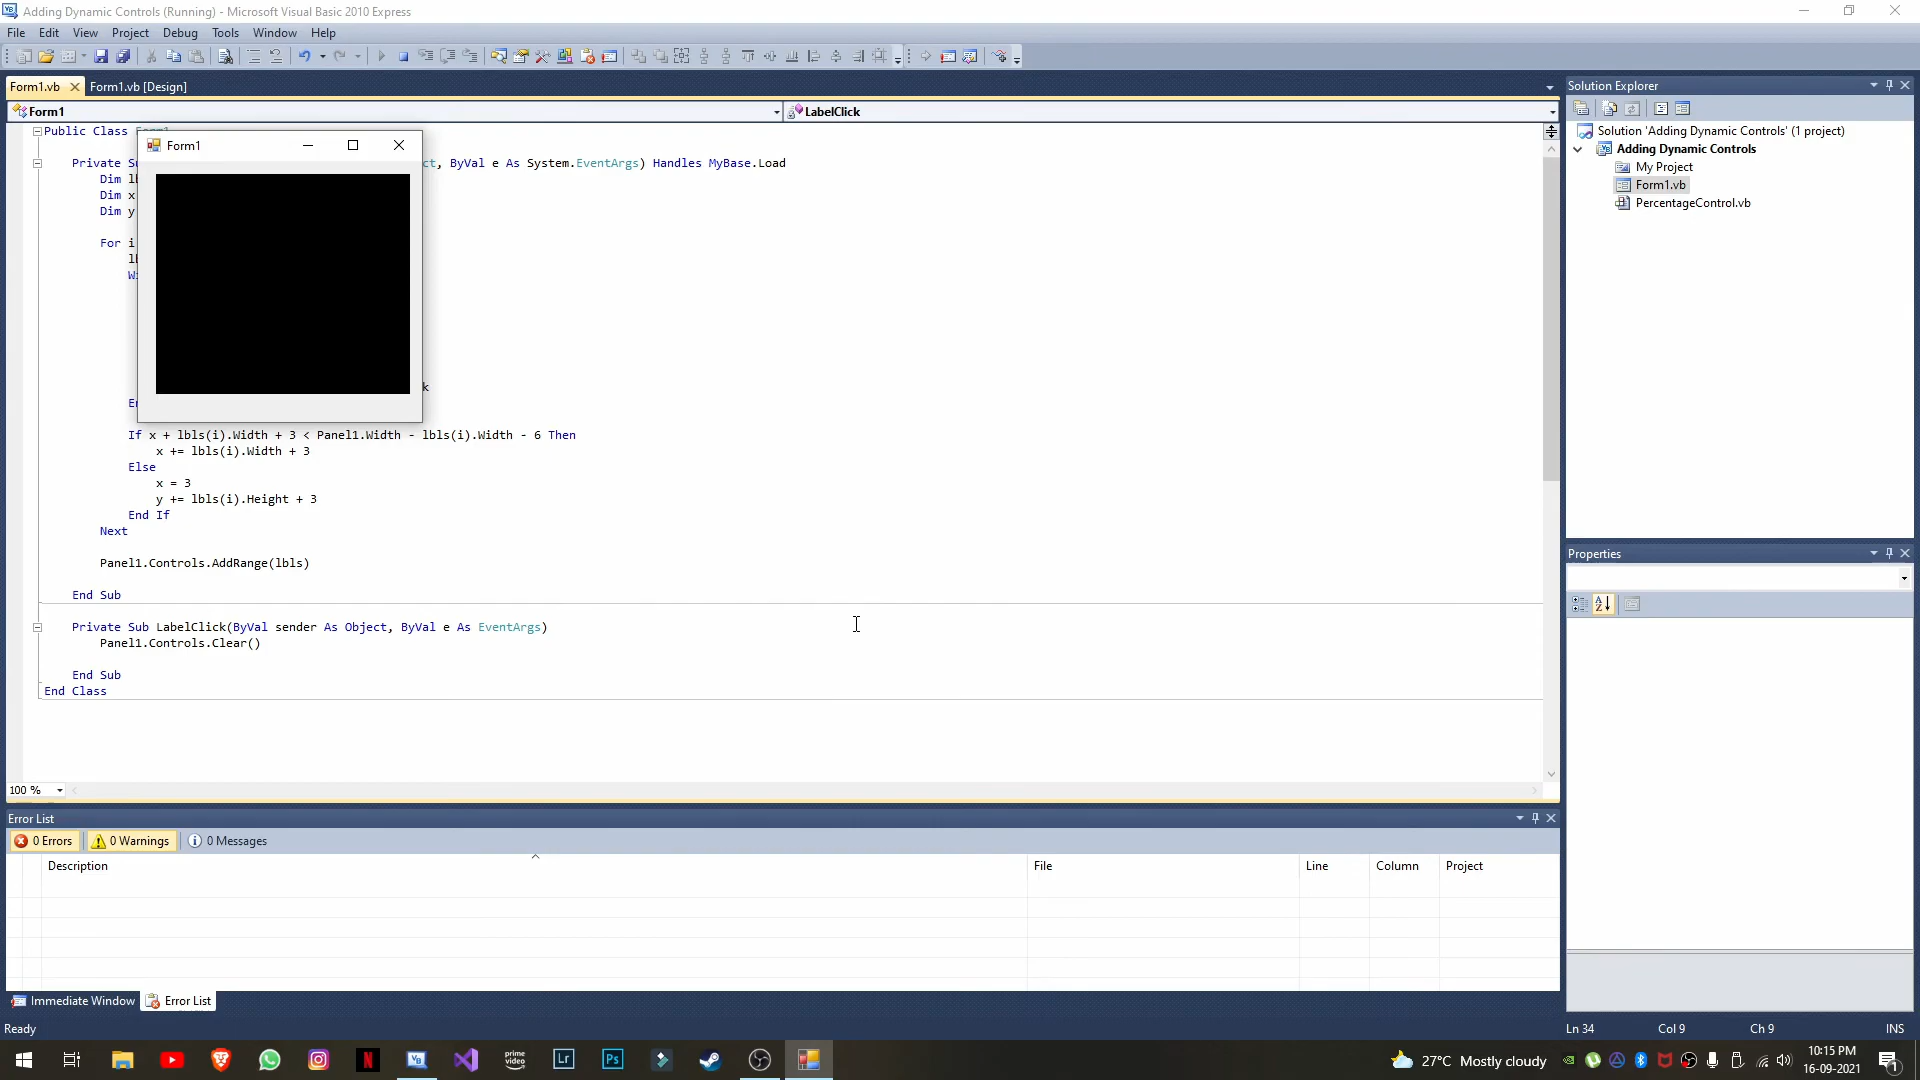 Adding Dynamic Controls (Running) - Microsoft Visual Basic 2010 Express
File Edit View Project Debug Tools Window Help
Form1.vb Form1.vb [Design]
Form1 LabelClick
Public Class
Form1
Private Su ct, ByVal e As System.EventArgs) Handles MyBase.Load
Dim
Dim x
Dim y
For i
k
If x + lbls(i).Width + 3 < Panel1.Width - lbls(i).Width - 6 Then
x += lbls(i).Width + 3
Else
x = 3
y += lbls(i).Height + 3
End If
Next
Panel1.Controls.AddRange(lbls)
End Sub
Private Sub LabelClick(ByVal sender As Object, ByVal e As EventArgs)
Panel1.Controls.Clear()
End Sub
End Class
100 %
Solution Explorer
Solution 'Adding Dynamic Controls' (1 project)
Adding Dynamic Controls
My Project
Form1.vb
PercentageControl.vb
Properties
Error List
0 Errors 0 Warnings 0 Messages
Description File Line Column Project
Immediate Window Error List
Ready Ln 34 Col 9 Ch 9 INS
prime video Lr Ps
27°C Mostly cloudy
10:15 PM
16-09-2021